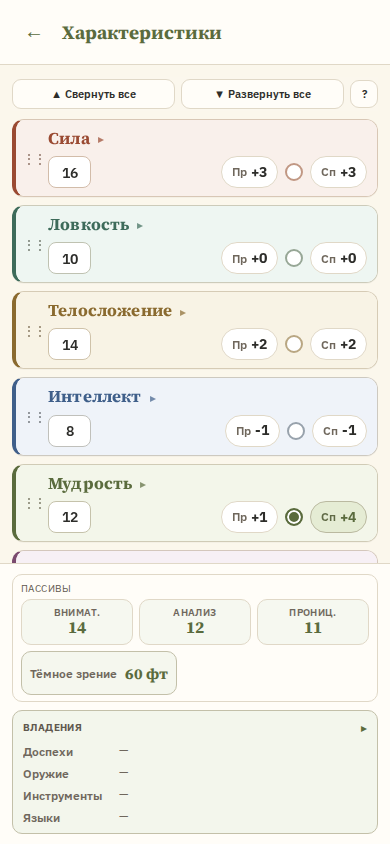 ← Характеристики
▲ Свернуть все ▼ Развернуть все ?
Сила ▸
16 Пр +3 Сп +3
Ловкость ▸
10 Пр +0 Сп +0
Телосложение ▸
14 Пр +2 Сп +2
Интеллект ▸
8 Пр -1 Сп -1
Мудрость ▸
12 Пр +1 Сп +4
ПАССИВЫ
ВНИМАТ. АНАЛИЗ ПРОНИЦ.
14 12 11
Тёмное зрение 60 фт
ВЛАДЕНИЯ ▸
Доспехи —
Оружие —
Инструменты —
Языки —